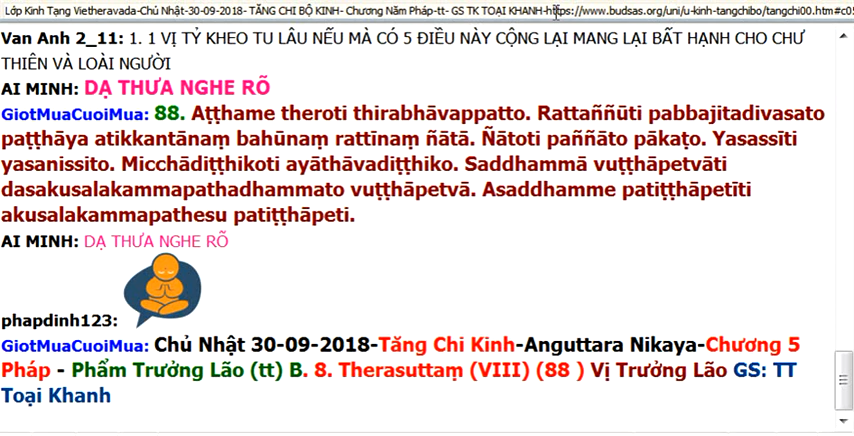 Lớp Kinh Tạng Vietheravada-Chủ Nhật-30-09-2018- TĂNG CHI BỘ KINH- Chương Năm Pháp-tt- GS TK TOẠI KHANH-https://www.budsas.org/uni/u-kinh-tangchibo/tangchi00.htm#c05
Van Anh 2_11: 1. 1 VỊ TỶ KHEO TU LÂU NẾU MÀ CÓ 5 ĐIỀU NÀY CỘNG LẠI MANG LẠI BẤT HẠNH CHO CHƯ
THIÊN VÀ LOÀI NGƯỜI
AI MINH: DẠ THƯA NGHE RÕ
GiotMuaCuoiMua: 88. Aṭṭhame theroti thirabhāvappatto. Rattaññūti pabbajitadivasato
paṭṭhāya atikkantānaṃ bahūnaṃ rattīnaṃ ñātā. Ñātoti paññāto pākaṭo. Yasassīti
yasanissito. Micchādiṭṭhikoti ayāthāvadiṭṭhiko. Saddhammā vuṭṭhāpetvāti
dasakusalakammapathadhammato vuṭṭhāpetvā. Asaddhamme patiṭṭhāpetīti
akusalakammapathesu patiṭṭhāpeti.
AI MINH: DẠ THƯA NGHE RÕ
phapdinh123:
GiotMuaCuoiMua: Chủ Nhật 30-09-2018-Tăng Chi Kinh-Anguttara Nikaya-Chương 5
Pháp - Phẩm Trưởng Lão (tt) B. 8. Therasuttaṃ (VIII) (88 ) Vị Trưởng Lão GS: TT
Toại Khanh